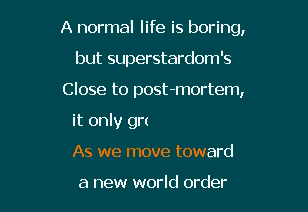 A normal life is boring,
but superstardom's
Close to post-mortem,
it only
As we move toward
a new world order